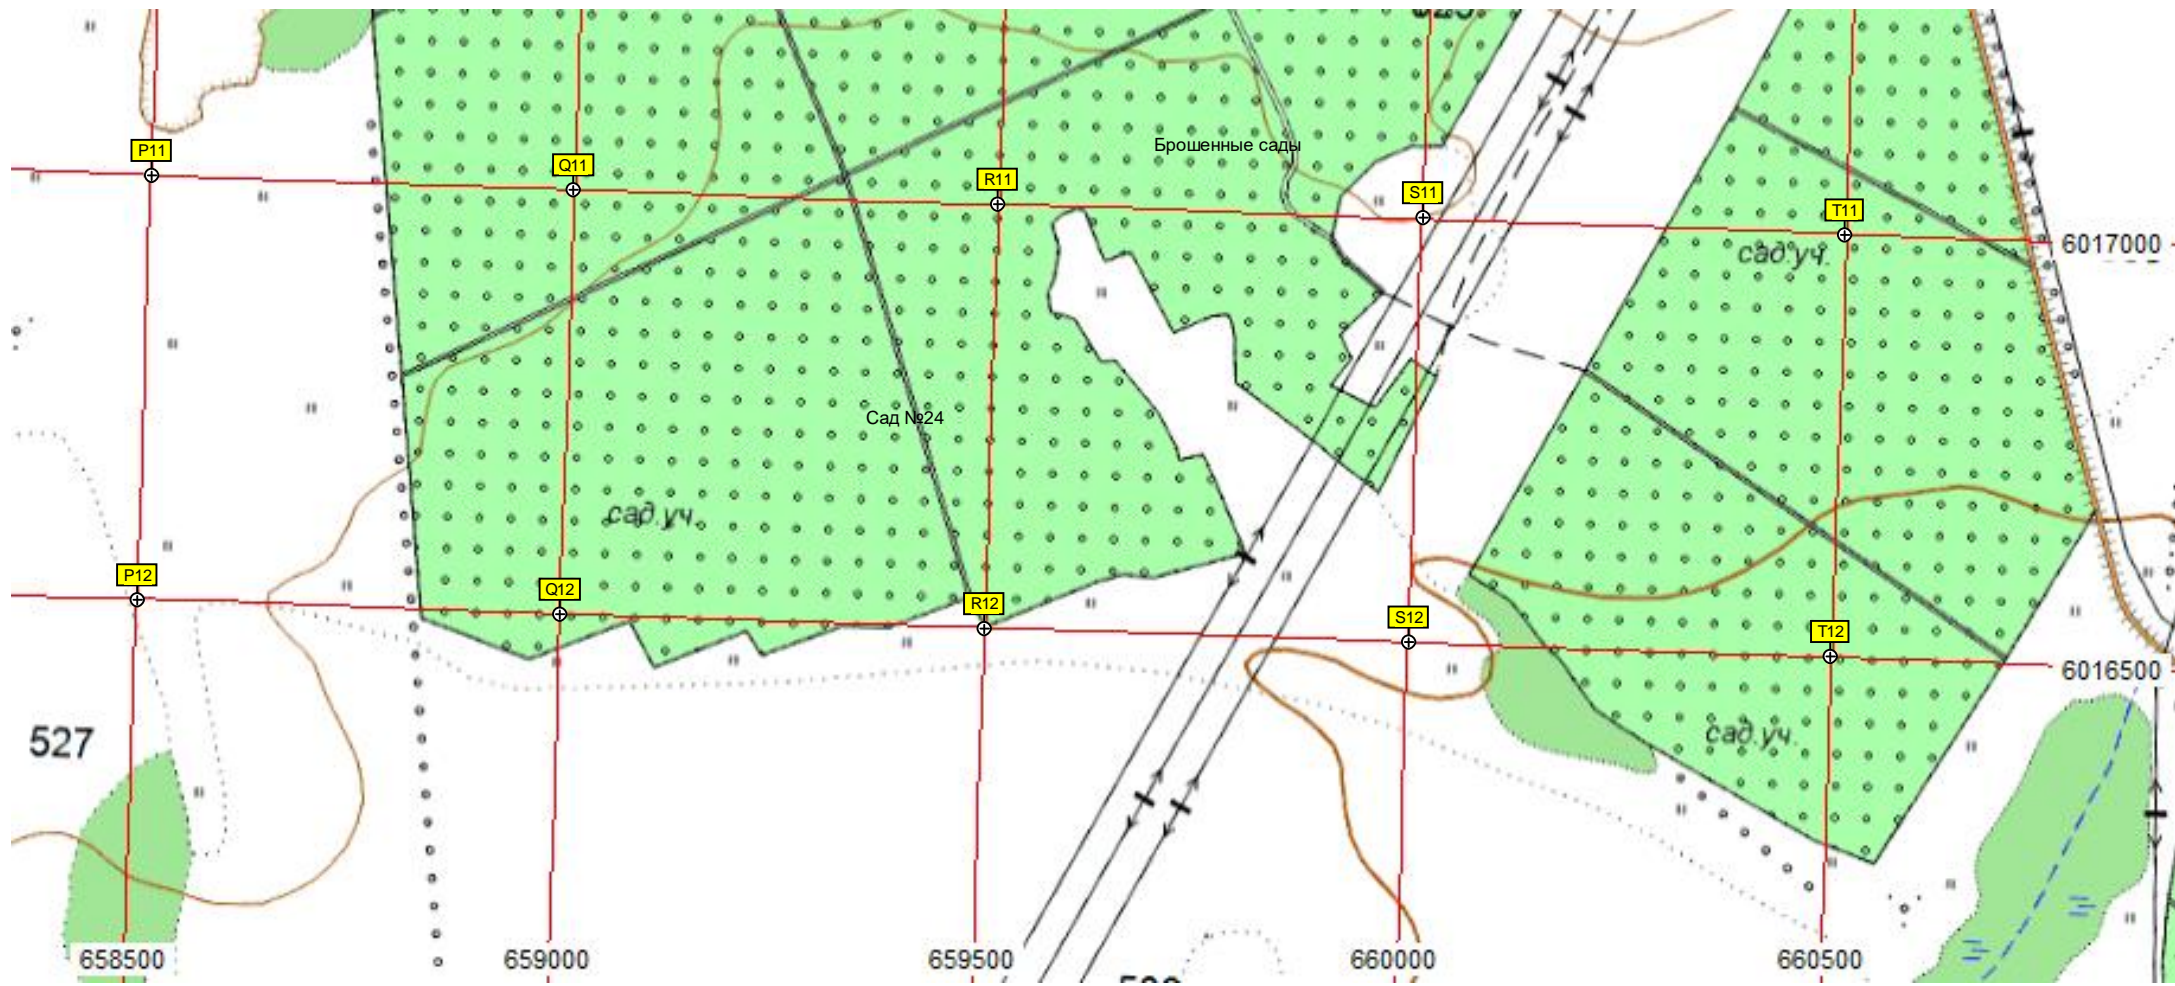 P11
Q11
R11
Брошенные сады
S11
T11
6017000
сад.уч.
Сад №24
сад.уч.
P12
Q12
R12
S12
T12
6016500
527
сад.уч.
658500
659000
659500
660000
660500